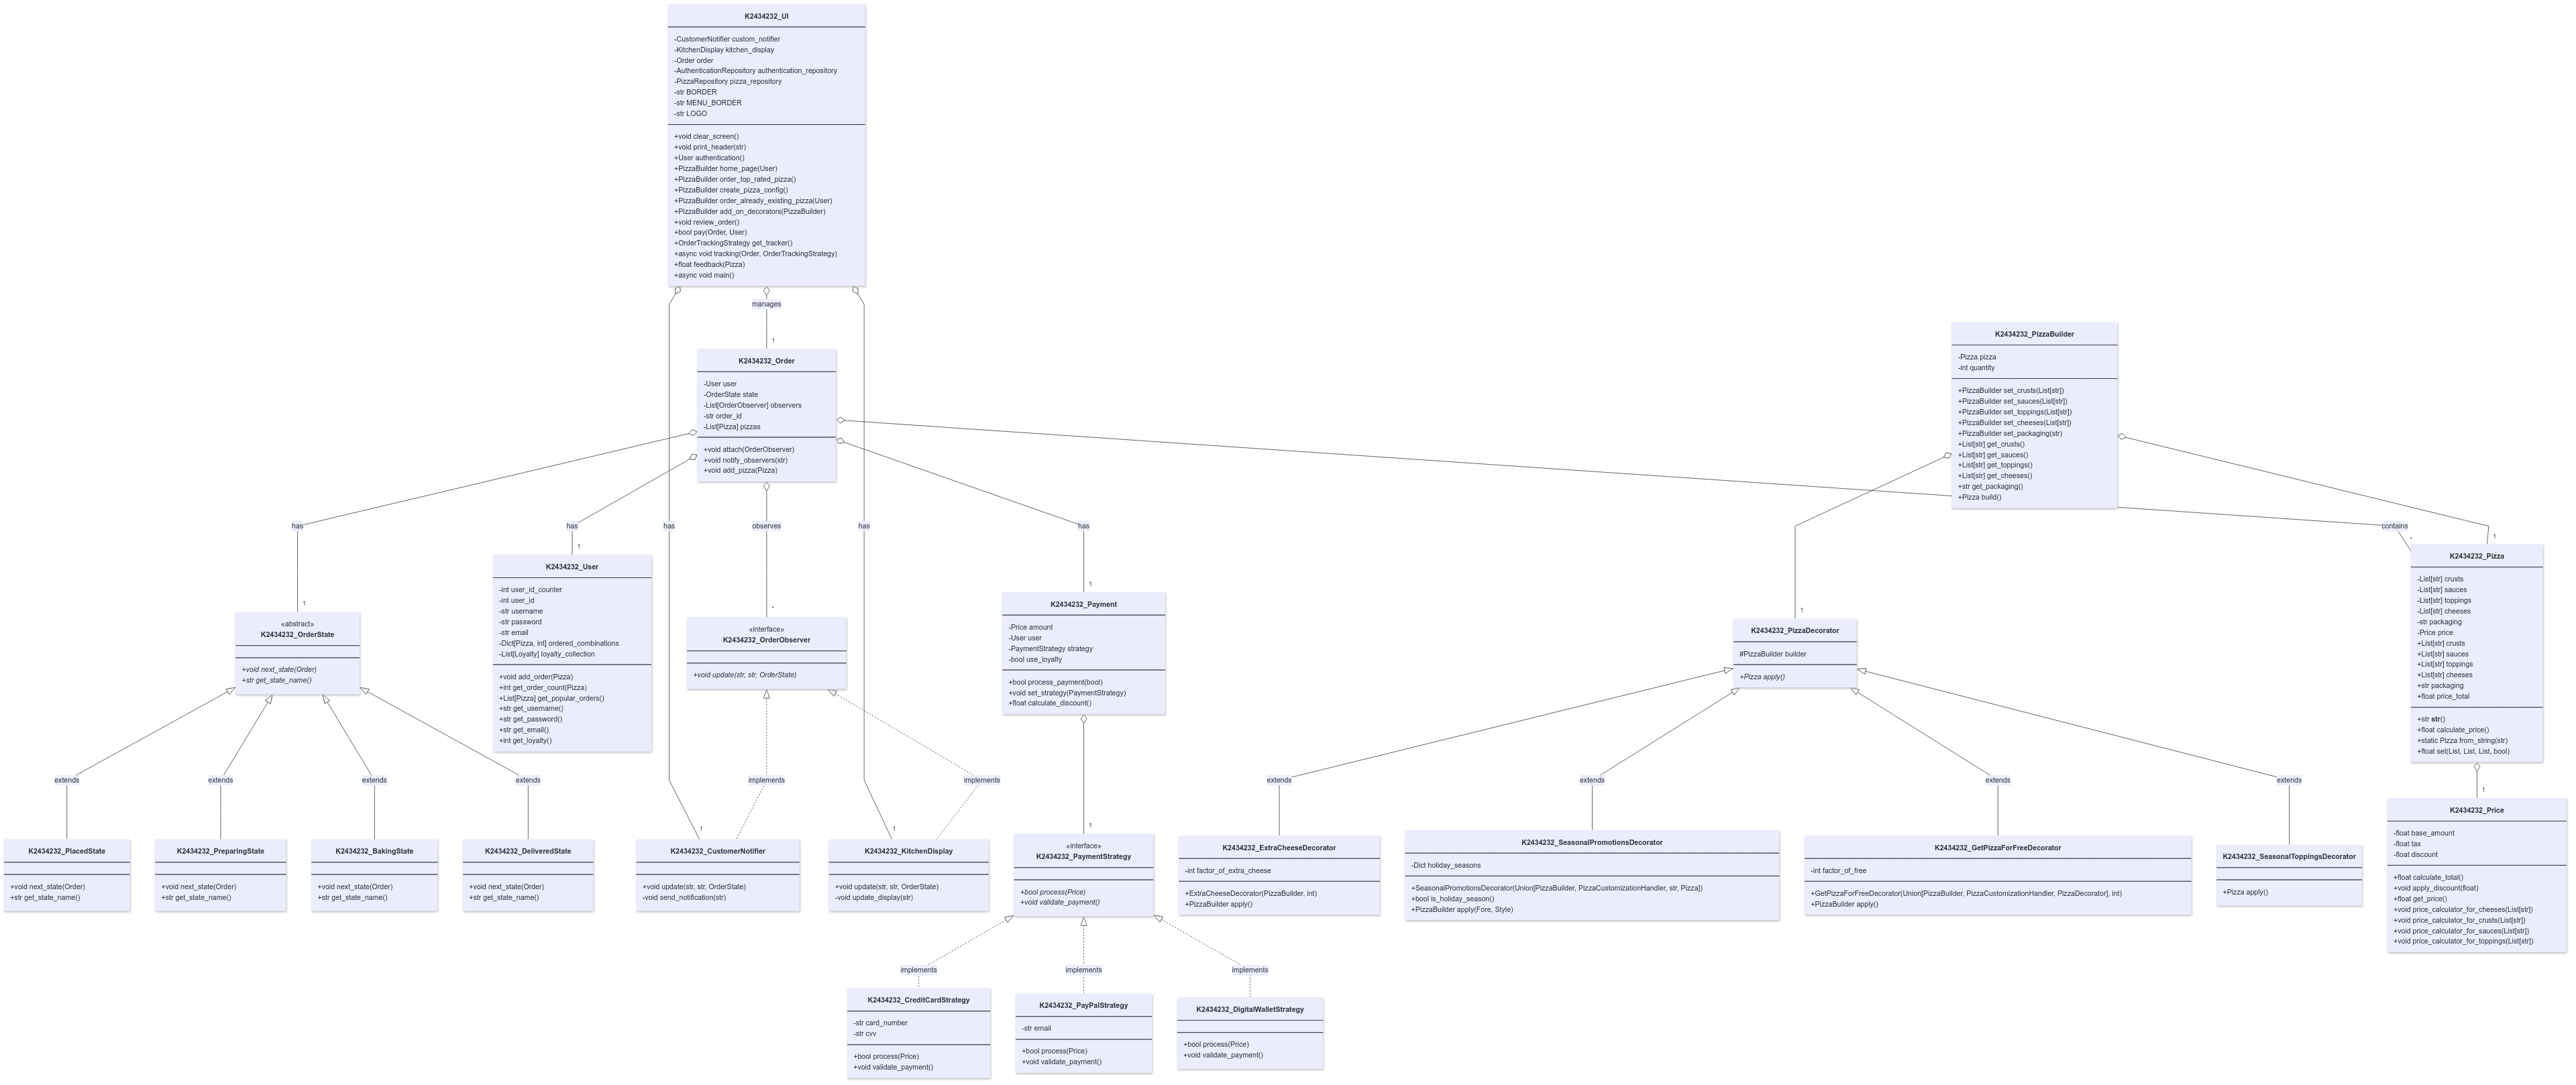 K2434232_UI
-CustomerNotifier custom_notifier
-KitchenDisplay kitchen_display
-Order order
-AuthenticationRepository authentication_repository
-PizzaRepository pizza_repository
-str BORDER
-str MENU_BORDER
-str LOGO
+void clear_screen()
+void print_header(str)
+User authentication()
+PizzaBuilder home_page(User)
+PizzaBuilder order_top_rated_pizza()
+PizzaBuilder create_pizza_config()
+PizzaBuilder order_already_existing_pizza(User)
+PizzaBuilder add_on_decorators(PizzaBuilder)
+void review_order()
+bool pay(Order, User)
+OrderTrackingStrategy get_tracker()
+async void tracking(Order, OrderTrackingStrategy)
+float feedback(Pizza)
+async void main()
manages
1
K2434232_Order
-User user
-OrderState state
-List[OrderObserver] observers
-str order_id
-List[Pizza] pizzas
+void attach(OrderObserver)
+void notify_observers(str)
+void add_pizza(Pizza)
K2434232_PizzaBuilder
-Pizza pizza
-int quantity
+PizzaBuilder set_crusts(List[str])
+PizzaBuilder set_sauces(List[str])
+PizzaBuilder set_toppings(List[str])
+PizzaBuilder set_cheeses(List[str])
+PizzaBuilder set_packaging(str)
+List[str] get_crusts()
+List[str] get_sauces()
+List[str] get_toppings()
+List[str] get_cheeses()
+str get_packaging()
+Pizza build()
has
has
has
observes
has
has
contains
1
1
1
*
1
1
*
1
K2434232_OrderState
«abstract»
+void next_state(Order)
+str get_state_name()
K2434232_User
-int user_id_counter
-int user_id
-str username
-str password
-str email
-Dict[Pizza, int] ordered_combinations
-List[Loyalty] loyalty_collection
+void add_order(Pizza)
+int get_order_count(Pizza)
+List[Pizza] get_popular_orders()
+str get_username()
+str get_password()
+str get_email()
+int get_loyalty()
«interface»
K2434232_OrderObserver
+void update(str, str, OrderState)
K2434232_Payment
-Price amount
-User user
-PaymentStrategy strategy
-bool use_loyalty
+bool process_payment(bool)
+void set_strategy(PaymentStrategy)
+float calculate_discount()
K2434232_PizzaDecorator
#PizzaBuilder builder
+Pizza apply()
K2434232_Pizza
-List[str] crusts
-List[str] sauces
-List[str] toppings
-List[str] cheeses
-str packaging
-Price price
+List[str] crusts
+List[str] sauces
+List[str] toppings
+List[str] cheeses
+str packaging
+float price_total
+str str()
+float calculate_price()
+static Pizza from_string(str)
+float set(List, List, List, bool)
extends
extends
extends
extends
implements
implements
extends
extends
extends
extends
1
1
1
1
K2434232_PlacedState
+void next_state(Order)
+str get_state_name()
K2434232_PreparingState
+void next_state(Order)
+str get_state_name()
K2434232_BakingState
+void next_state(Order)
+str get_state_name()
K2434232_DeliveredState
+void next_state(Order)
+str get_state_name()
K2434232_CustomerNotifier
+void update(str, str, OrderState)
-void send_notification(str)
K2434232_KitchenDisplay
+void update(str, str, OrderState)
-void update_display(str)
«interface»
K2434232_PaymentStrategy
+bool process(Price)
+void validate_payment()
K2434232_ExtraCheeseDecorator
-int factor_of_extra_cheese
+ExtraCheeseDecorator(PizzaBuilder, int)
+PizzaBuilder apply()
K2434232_SeasonalPromotionsDecorator
-Dict holiday_seasons
+SeasonalPromotionsDecorator(Union[PizzaBuilder, PizzaCustomizationHandler, str, Pizza])
+bool is_holiday_season()
+PizzaBuilder apply(Fore, Style)
K2434232_GetPizzaForFreeDecorator
-int factor_of_free
+GetPizzaForFreeDecorator(Union[PizzaBuilder, PizzaCustomizationHandler, PizzaDecorator], int)
+PizzaBuilder apply()
K2434232_SeasonalToppingsDecorator
+Pizza apply()
K2434232_Price
-float base_amount
-float tax
-float discount
+float calculate_total()
+void apply_discount(float)
+float get_price()
+void price_calculator_for_cheeses(List[str])
+void price_calculator_for_crusts(List[str])
+void price_calculator_for_sauces(List[str])
+void price_calculator_for_toppings(List[str])
implements
implements
implements
K2434232_CreditCardStrategy
-str card_number
-str cvv
+bool process(Price)
+void validate_payment()
K2434232_PayPalStrategy
-str email
+bool process(Price)
+void validate_payment()
K2434232_DigitalWalletStrategy
+bool process(Price)
+void validate_payment()